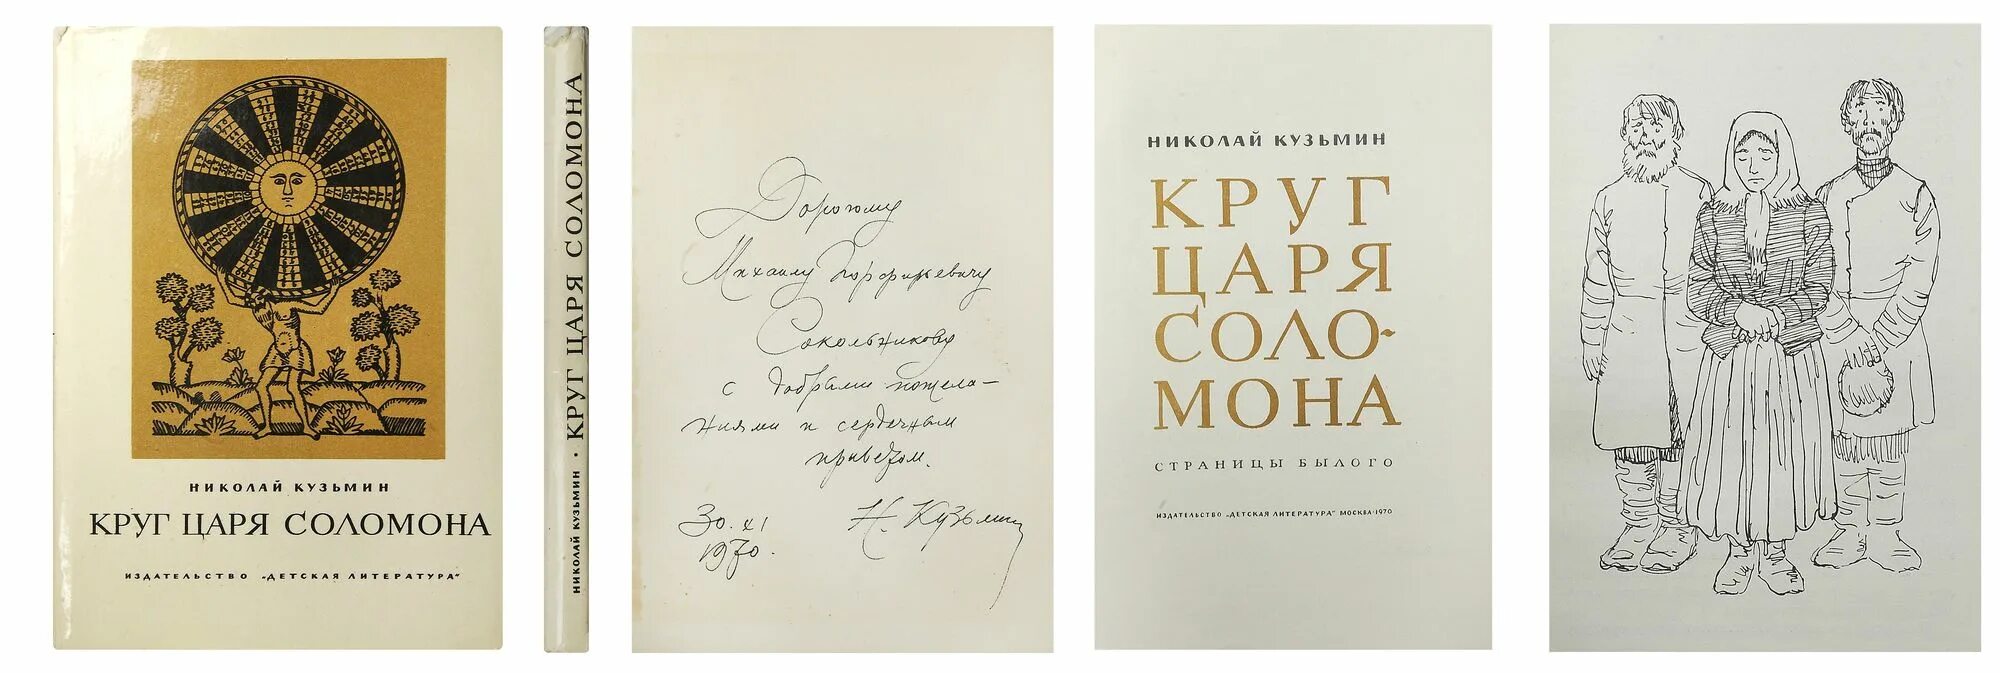 НИКОЛАЙ КУЗЬМИН
КРУГ ЦАРЯ СОЛОМОНА
ИЗДАТЕЛЬСТВО „ДЕТСКАЯ ЛИТЕРАТУРА“
НИКОЛАЙ КУЗЬМИН • КРУГ ЦАРЯ СОЛОМОНА
Дорогому
Михаилу Порфирьевичу
Сокольникову
с добрыми пожела-
ниями и сердечным
приветом.
30.XI
1970.
Н. Кузьмин
НИКОЛАЙ КУЗЬМИН
КРУГ
ЦАРЯ
СОЛО-
МОНА
СТРАНИЦЫ БЫЛОГО
ИЗДАТЕЛЬСТВО „ДЕТСКАЯ ЛИТЕРАТУРА“ МОСКВА·1970